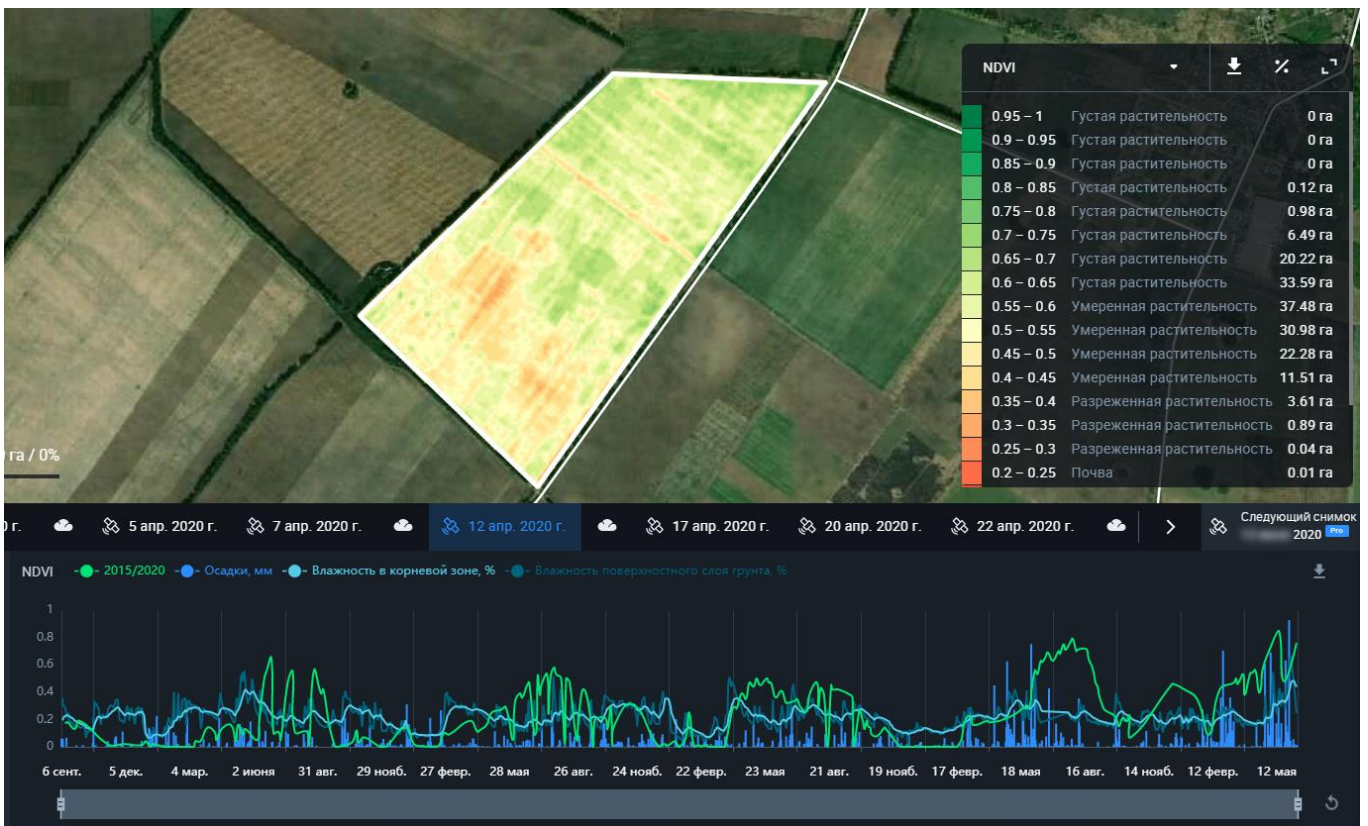 NDVI
0.95 – 1 Густая растительность 0 га
0.9 – 0.95 Густая растительность 0 га
0.85 – 0.9 Густая растительность 0 га
0.8 – 0.85 Густая растительность 0.12 га
0.75 – 0.8 Густая растительность 0.98 га
0.7 – 0.75 Густая растительность 6.49 га
0.65 – 0.7 Густая растительность 20.22 га
0.6 – 0.65 Густая растительность 33.59 га
0.55 – 0.6 Умеренная растительность 37.48 га
0.5 – 0.55 Умеренная растительность 30.98 га
0.45 – 0.5 Умеренная растительность 22.28 га
0.4 – 0.45 Умеренная растительность 11.51 га
0.35 – 0.4 Разреженная растительность 3.61 га
0.3 – 0.35 Разреженная растительность 0.89 га
0.25 – 0.3 Разреженная растительность 0.04 га
0.2 – 0.25 Почва 0.01 га
га / 0%
г. 5 апр. 2020 г. 7 апр. 2020 г. 12 апр. 2020 г. 17 апр. 2020 г. 20 апр. 2020 г. 22 апр. 2020 г. Следующий снимок
2020 Pro
NDVI 2015/2020 Осадки, мм Влажность в корневой зоне, % Влажность поверхностного слоя грунта, %
1
0.8
0.6
0.4
0.2
0
6 сент. 5 дек. 4 мар. 2 июня 31 авг. 29 нояб. 27 февр. 28 мая 26 авг. 24 нояб. 22 февр. 23 мая 21 авг. 19 нояб. 17 февр. 18 мая 16 авг. 14 нояб. 12 февр. 12 мая